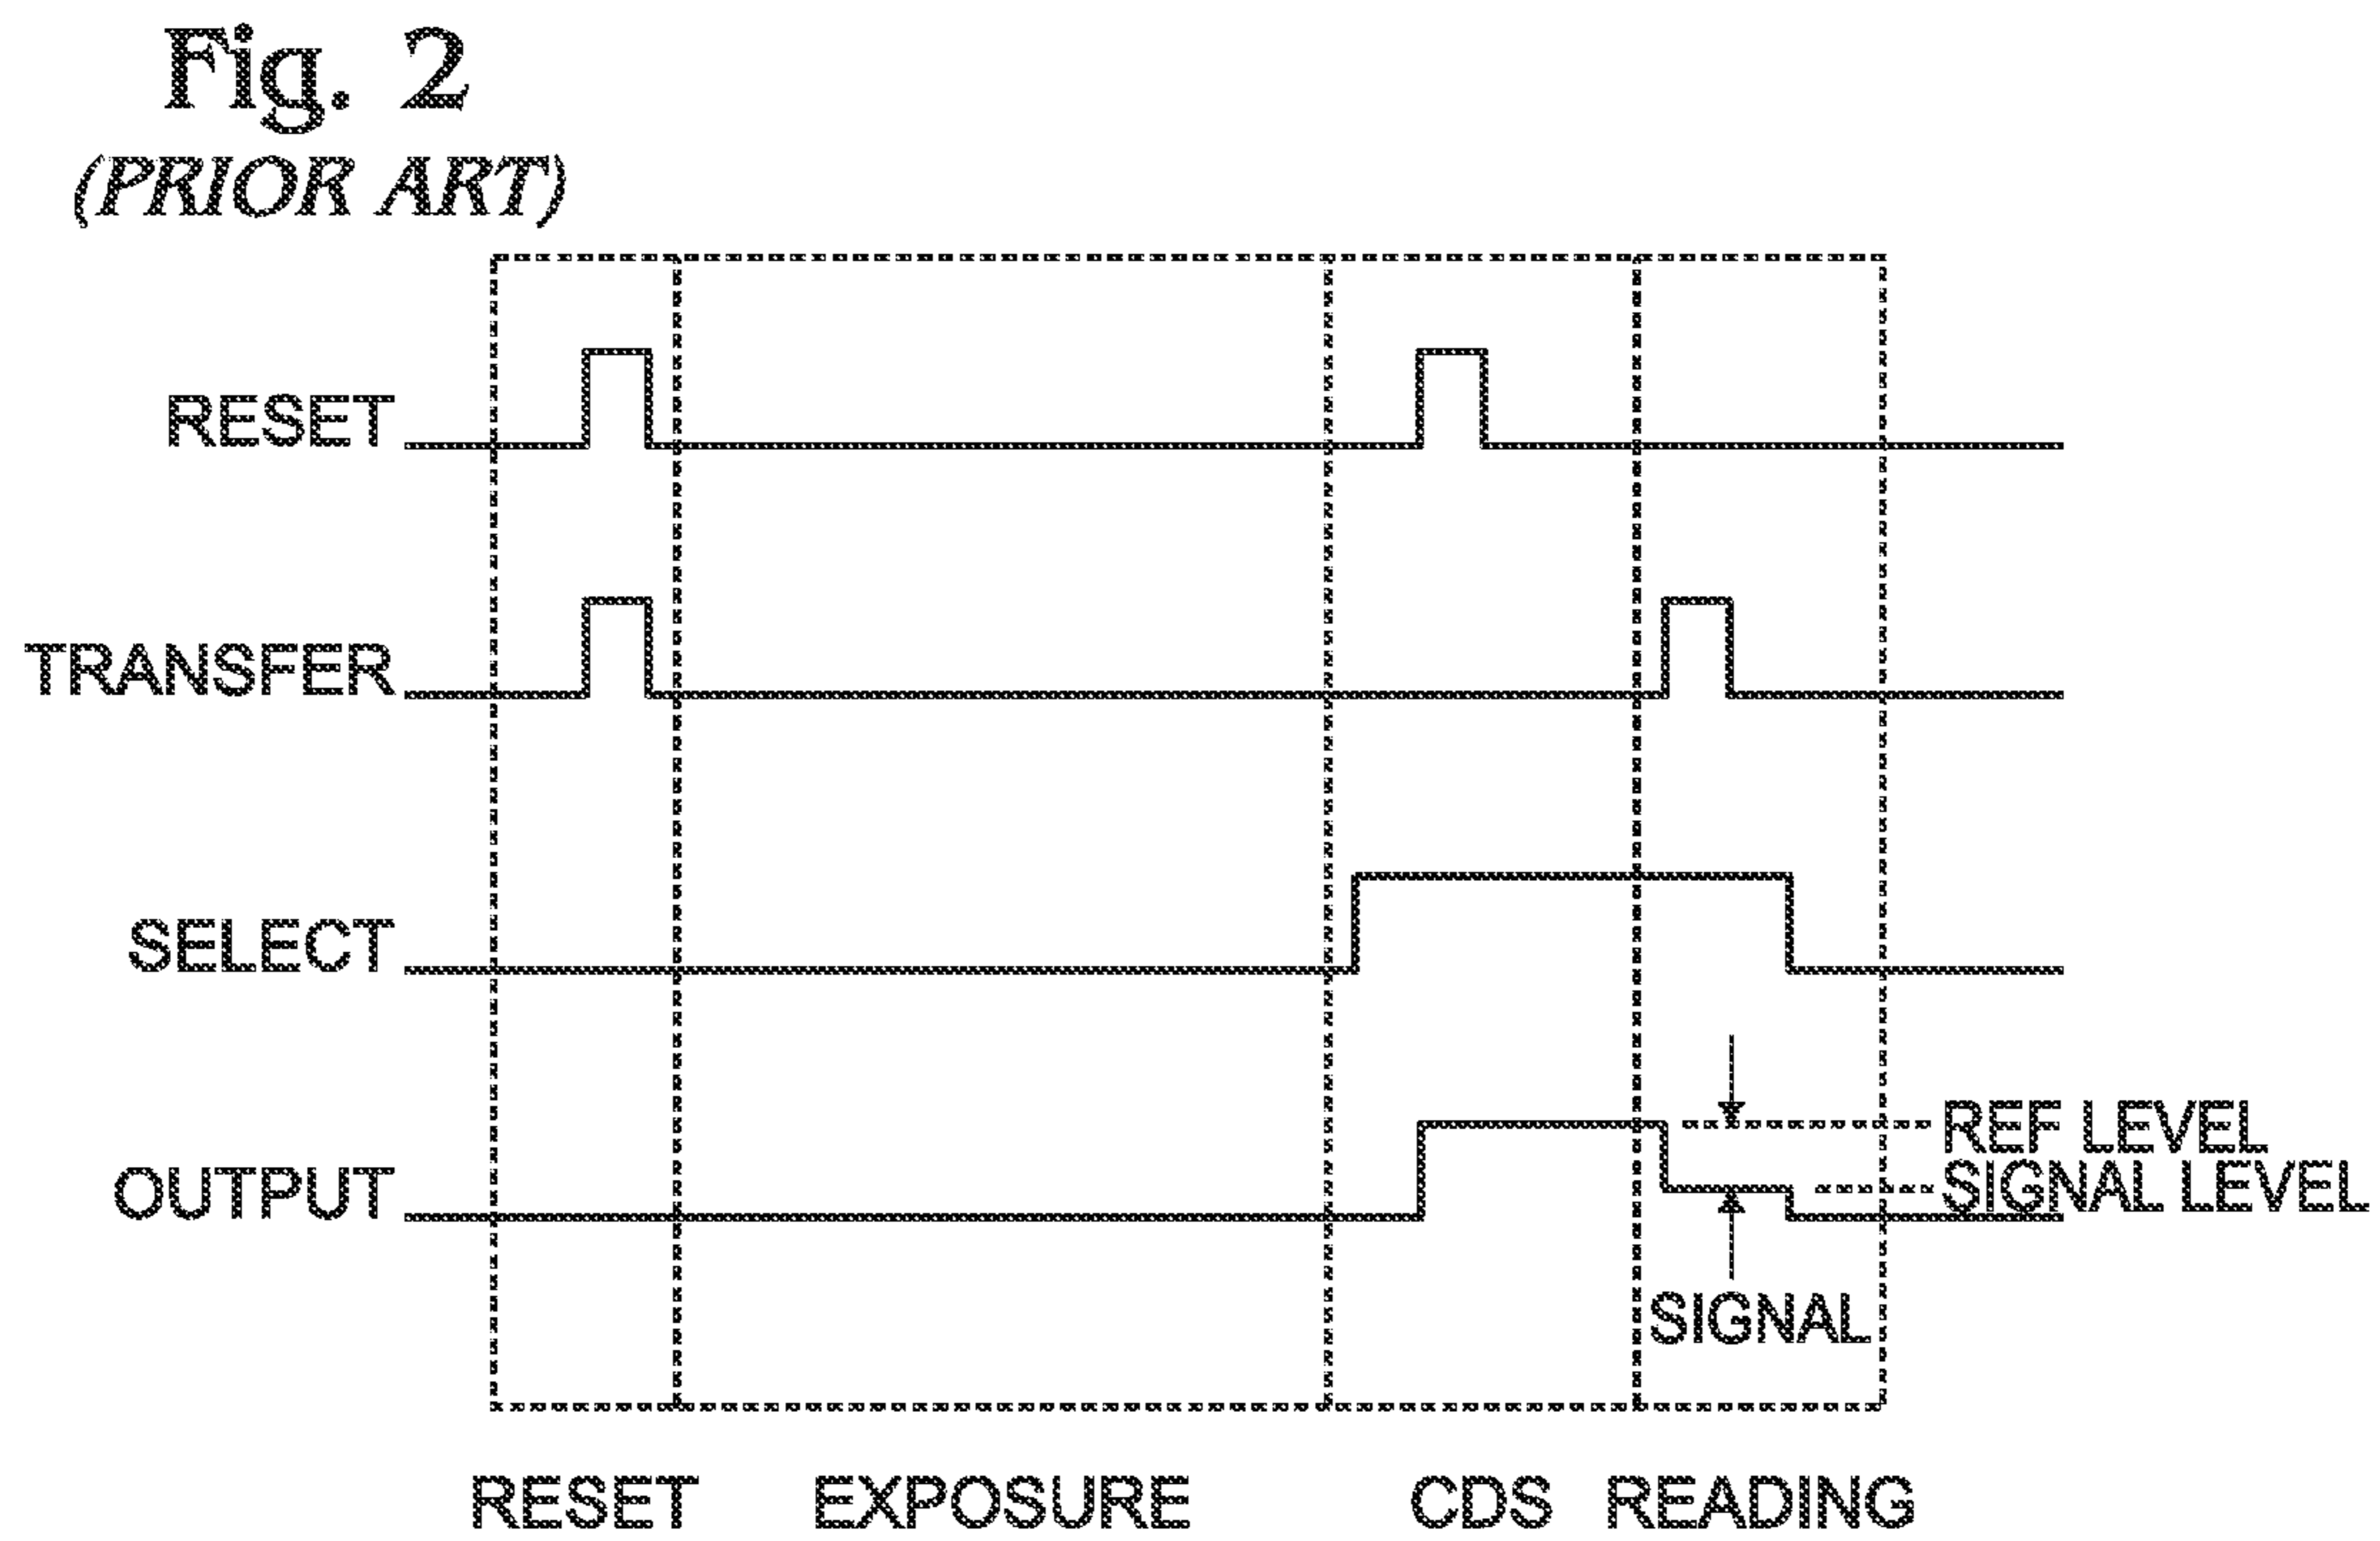 Fig. 2
(PRIOR ART)
RESET
TRANSFER
SELECT
OUTPUT
REF LEVEL
SIGNAL LEVEL
SIGNAL
RESET EXPOSURE CDS READING